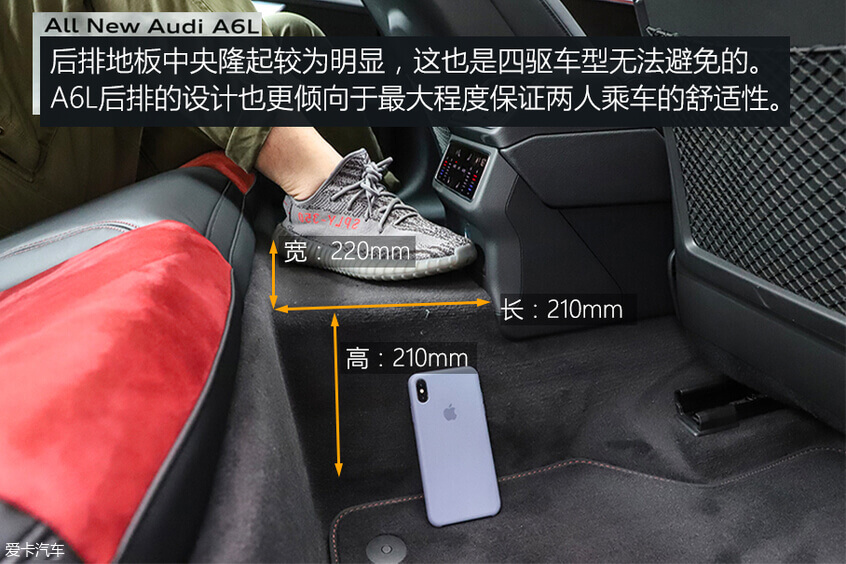 All New Audi A6L
后排地板中央隆起较为明显，这也是四驱车型无法避免的。
A6L后排的设计也更倾向于最大程度保证两人乘车的舒适性。
宽：220mm
长：210mm
高：210mm
爱卡汽车